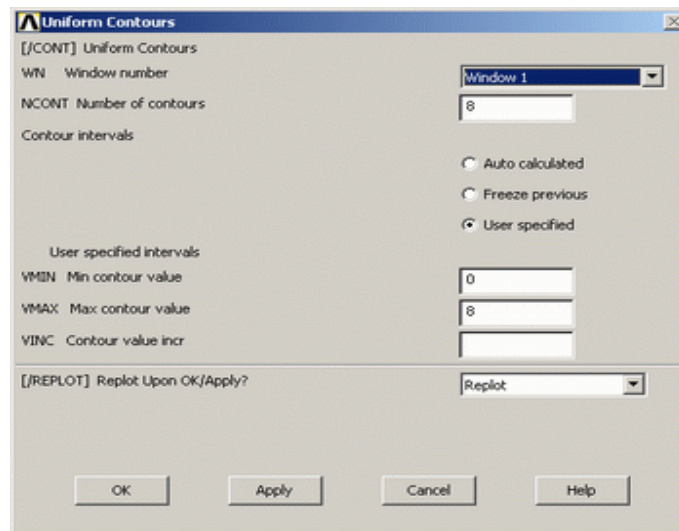 Uniform Contours
[/CONT] Uniform Contours
WN Window number Window 1
NCONT Number of contours 8
Contour intervals
Auto calculated
Freeze previous
User specified
User specified intervals
VMIN Min contour value 0
VMAX Max contour value 8
VINC Contour value incr
[/REPLOT] Replot Upon OK/Apply? Replot
OK Apply Cancel Help